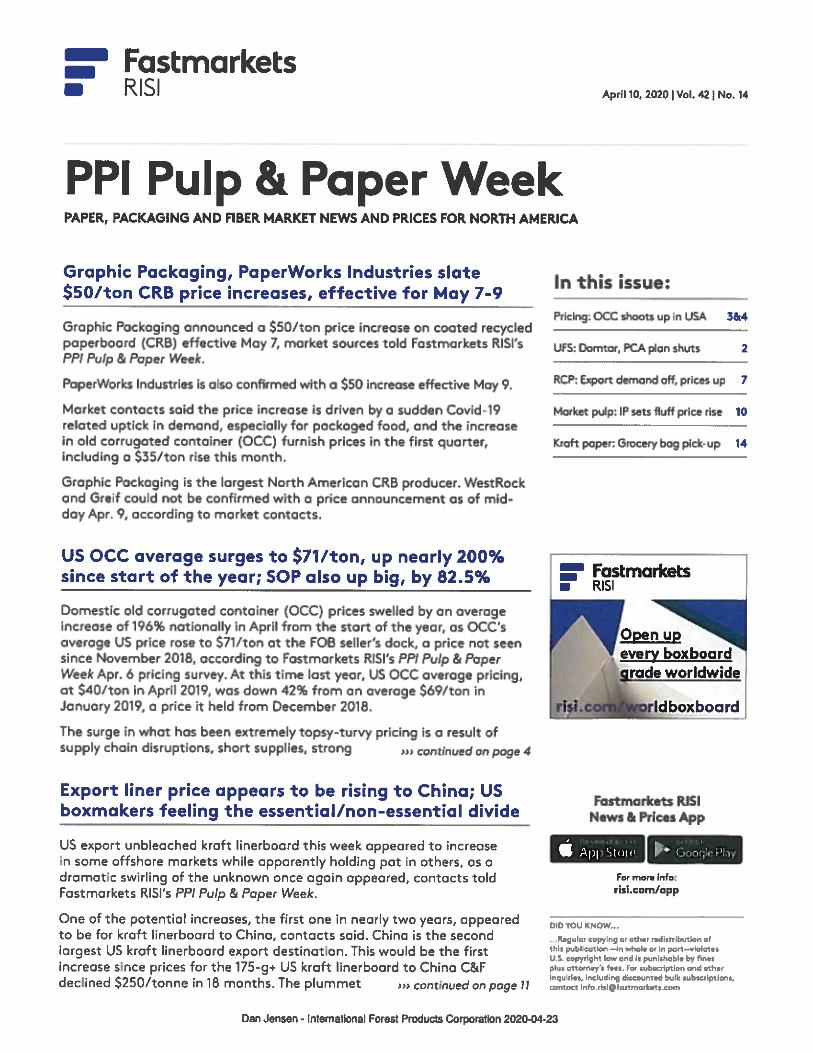 Fastmarkets
RISI
April 10, 2020 | Vol. 42 | No. 14
PPI Pulp & Paper Week
PAPER, PACKAGING AND FIBER MARKET NEWS AND PRICES FOR NORTH AMERICA
Graphic Packaging, PaperWorks Industries slate
$50/ton CRB price increases, effective for May 7-9
Graphic Packaging announced a $50/ton price increase on coated recycled
paperboard (CRB) effective May 7, market sources told Fastmarkets RISI's
PPI Pulp & Paper Week.
PaperWorks Industries is also confirmed with a $50 increase effective May 9.
Market contacts said the price increase is driven by a sudden Covid-19
related uptick in demand, especially for packaged food, and the increase
in old corrugated container (OCC) furnish prices in the first quarter,
including a $35/ton rise this month.
Graphic Packaging is the largest North American CRB producer. WestRock
and Greif could not be confirmed with a price announcement as of mid-
day Apr. 9, according to market contacts.
US OCC average surges to $71/ton, up nearly 200%
since start of the year; SOP also up big, by 82.5%
Domestic old corrugated container (OCC) prices swelled by an average
increase of 196% nationally in April from the start of the year, as OCC's
average US price rose to $71/ton at the FOB seller's dock, a price not seen
since November 2018, according to Fastmarkets RISI's PPI Pulp & Paper
Week Apr. 6 pricing survey. At this time last year, US OCC average pricing,
at $40/ton in April 2019, was down 42% from an average $69/ton in
January 2019, a price it held from December 2018.
The surge in what has been extremely topsy-turvy pricing is a result of
supply chain disruptions, short supplies, strong ››› continued on page 4
Export liner price appears to be rising to China; US
boxmakers feeling the essential/non-essential divide
US export unbleached kraft linerboard this week appeared to increase
in some offshore markets while apparently holding pat in others, as a
dramatic swirling of the unknown once again appeared, contacts told
Fastmarkets RISI's PPI Pulp & Paper Week.
One of the potential increases, the first one in nearly two years, appeared
to be for kraft linerboard to China, contacts said. China is the second
largest US kraft linerboard export destination. This would be the first
increase since prices for the 175-g+ US kraft linerboard to China C&F
declined $250/tonne in 18 months. The plummet ››› continued on page 11
In this issue:
Pricing: OCC shoots up in USA 3&4
UFS: Domtar, PCA plan shuts 2
RCP: Export demand off, prices up 7
Market pulp: IP sets fluff price rise 10
Kraft paper: Grocery bag pick-up 14
Fastmarkets
RISI
Open up
every boxboard
grade worldwide
risi.com/worldboxboard
Fastmarkets RISI
News & Prices App
App Store
Google Play
For more info:
risi.com/app
DID YOU KNOW...
...Regular copying or other redistribution of
this publication—in whole or in part—violates
U.S. copyright law and is punishable by fines
plus attorney's fees. For subscription and other
inquiries, including discounted bulk subscriptions,
contact info.risi@fastmarkets.com
Dan Jensen - International Forest Products Corporation 2020-04-23